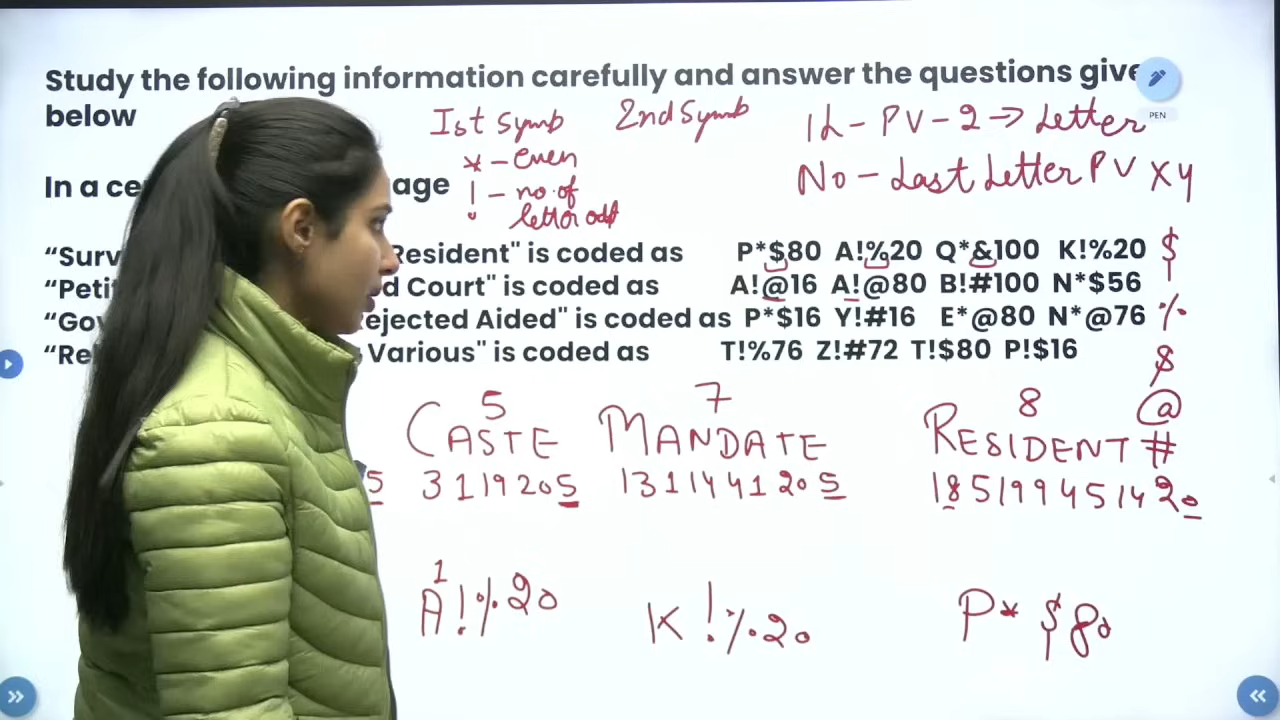 Study the following information carefully and answer the questions give
below
Ist Symb 2ndSymb 1L - PV - 2 → Letter
PEN
* - even
No - Last Letter PV X 4
In a ce age
! - no. of
letter odd
"Surv Resident" is coded as P*$80 A!%20 Q*&100 K!%20 $
"Peti d Court" is coded as A!@16 A!@80 B!#100 N*$56 !
"Gov ejected Aided" is coded as P*$16 Y!#16 E*@80 N*@76 %
"Re Various" is coded as T!%76 Z!#72 T!$80 P!$16 $
5 7 8 @
CASTE MANDATE RESIDENT #
5 3 1 19 20 5 13 1 14 4 1 20 5 18 5 19 9 4 5 14 20
1
A!%20 K!%20 P*$80